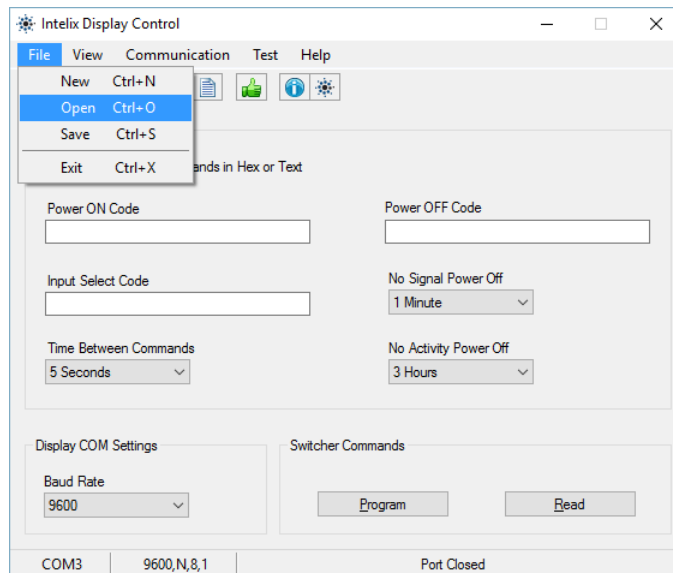 Intelix Display Control
File View Communication Test Help
New Ctrl+N
Open Ctrl+O
Save Ctrl+S
Exit Ctrl+X
in Hex or Text
Power ON Code
Power OFF Code
Input Select Code
No Signal Power Off
1 Minute
Time Between Commands
No Activity Power Off
5 Seconds
3 Hours
Display COM Settings
Switcher Commands
Baud Rate
9600
Program
Read
COM3
9600,N,8,1
Port Closed